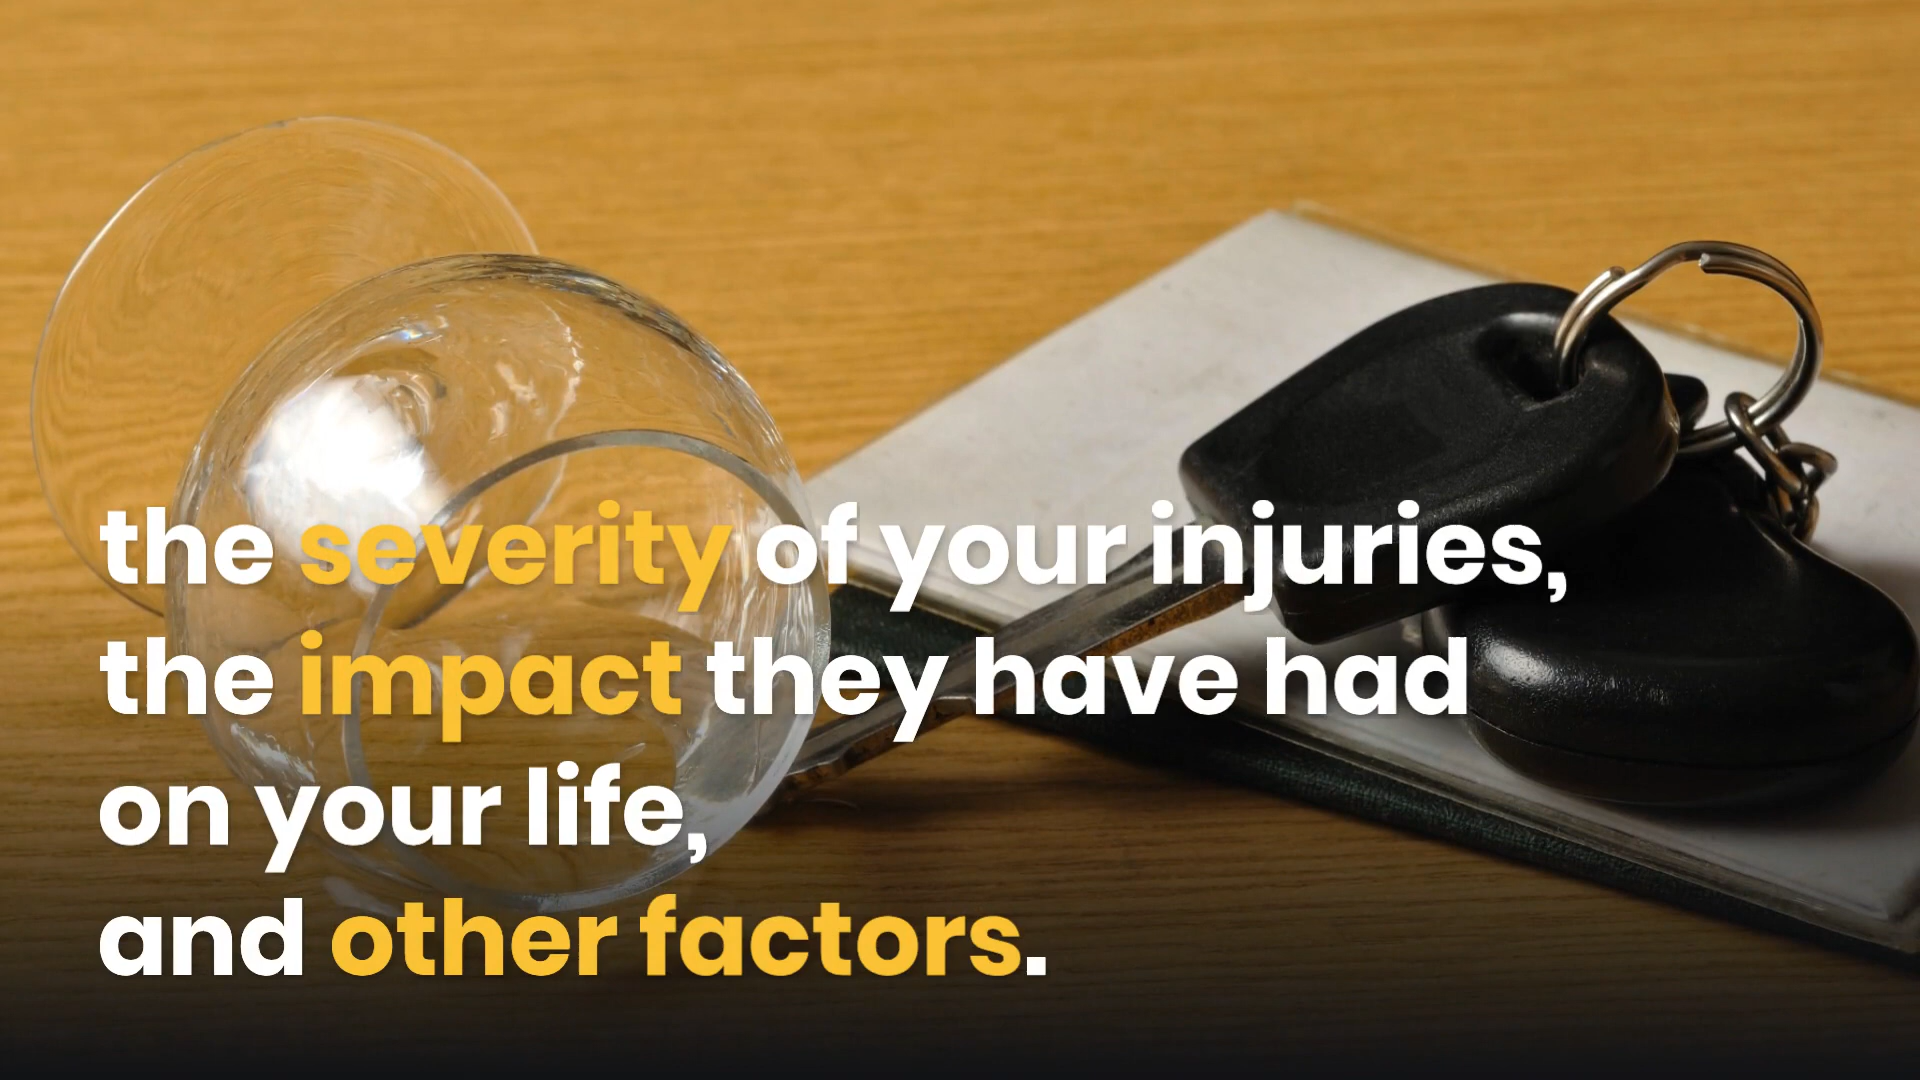 the severity of your injuries,
the impact they have had
on your life,
and other factors.